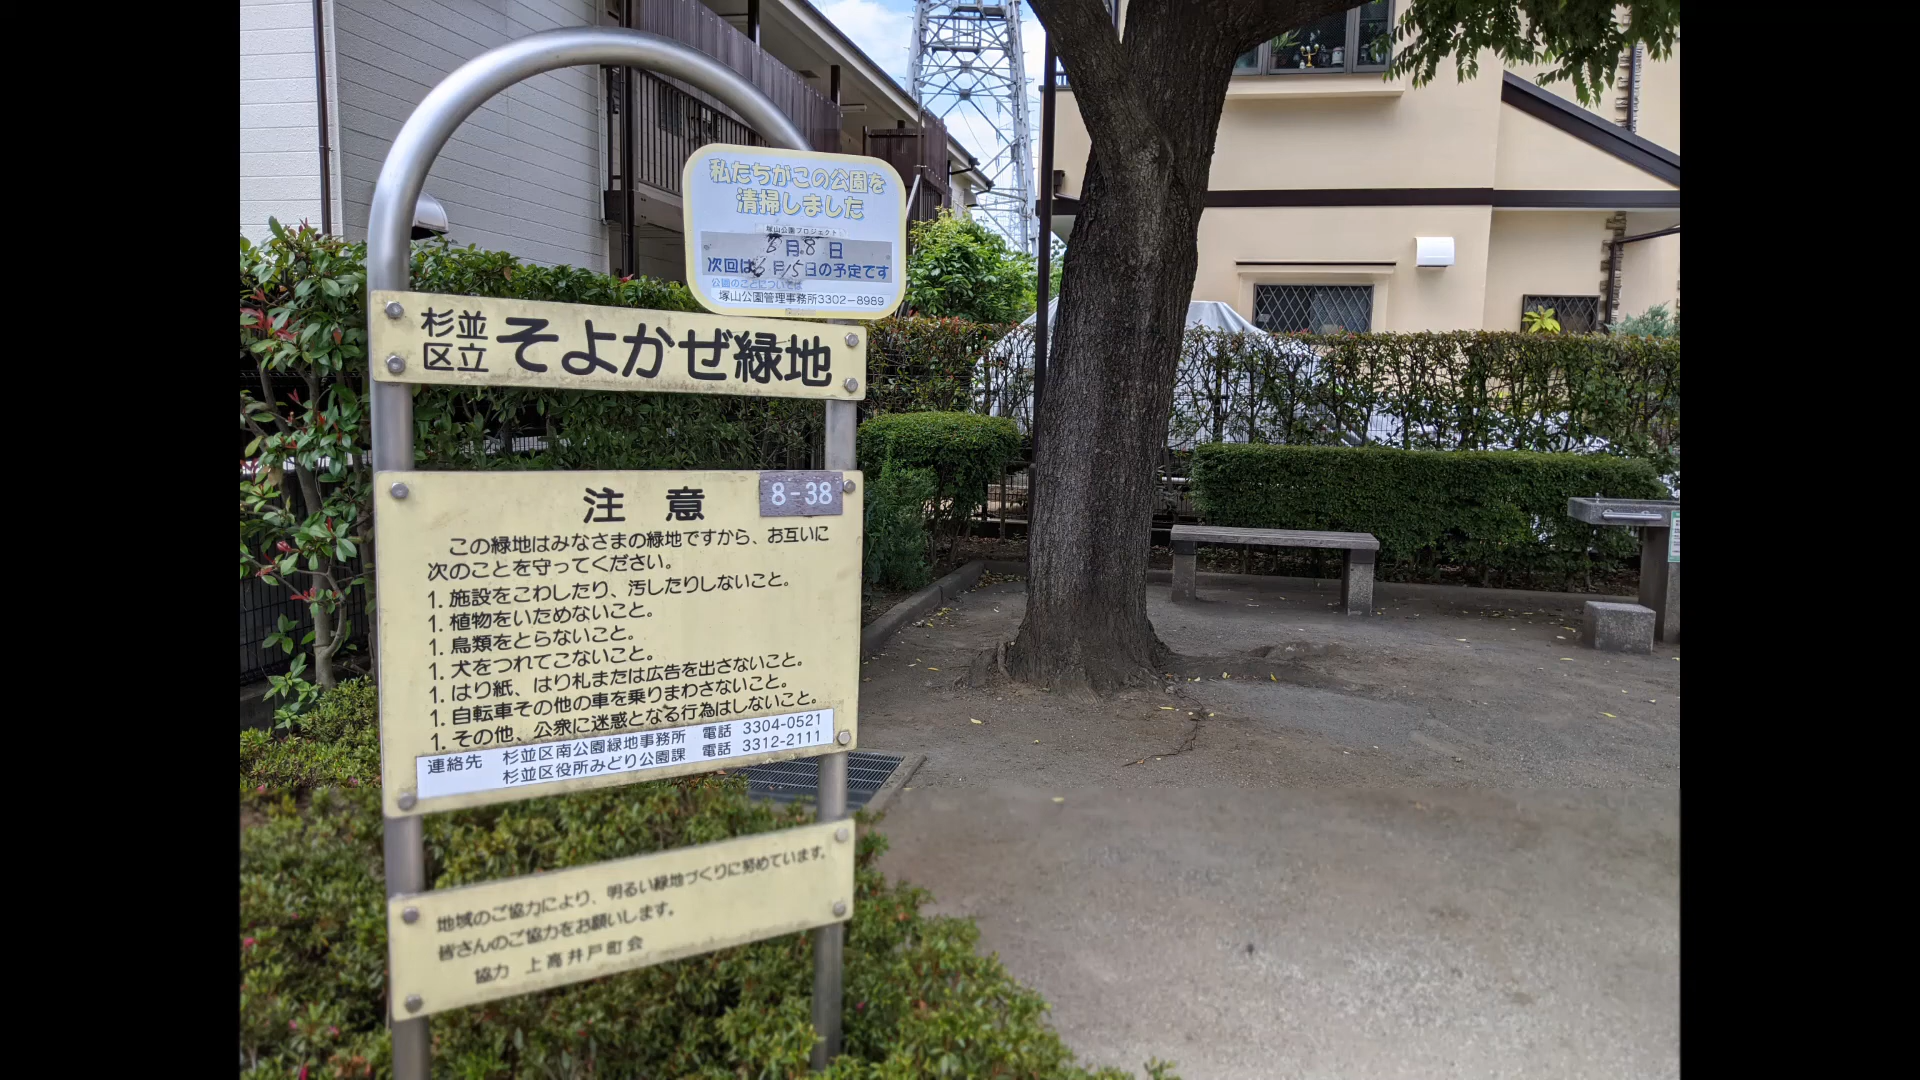 私たちがこの公園を
清掃しました
塚山公園プロジェクト
月8日
次回は6月15日の予定です
公園のことについては
塚山公園管理事務所3302-8989
杉並
区立
そよかぜ緑地
注意
8-38
この緑地はみなさまの緑地ですから、お互いに
次のことを守ってください。
1. 施設をこわしたり、汚したりしないこと。
1. 植物をいためないこと。
1. 鳥類をとらないこと。
1. 犬をつれてこないこと。
1. はり紙、はり札または広告を出さないこと。
1. 自転車その他の車を乗りまわさないこと。
1. その他、公衆に迷惑となる行為はしないこと。
連絡先 杉並区南公園緑地事務所 電話 3304-0521
杉並区役所みどり公園課 電話 3312-2111
地域のご協力により、明るい緑地づくりに努めています。
皆さんのご協力をお願いします。
協力 上高井戸町会